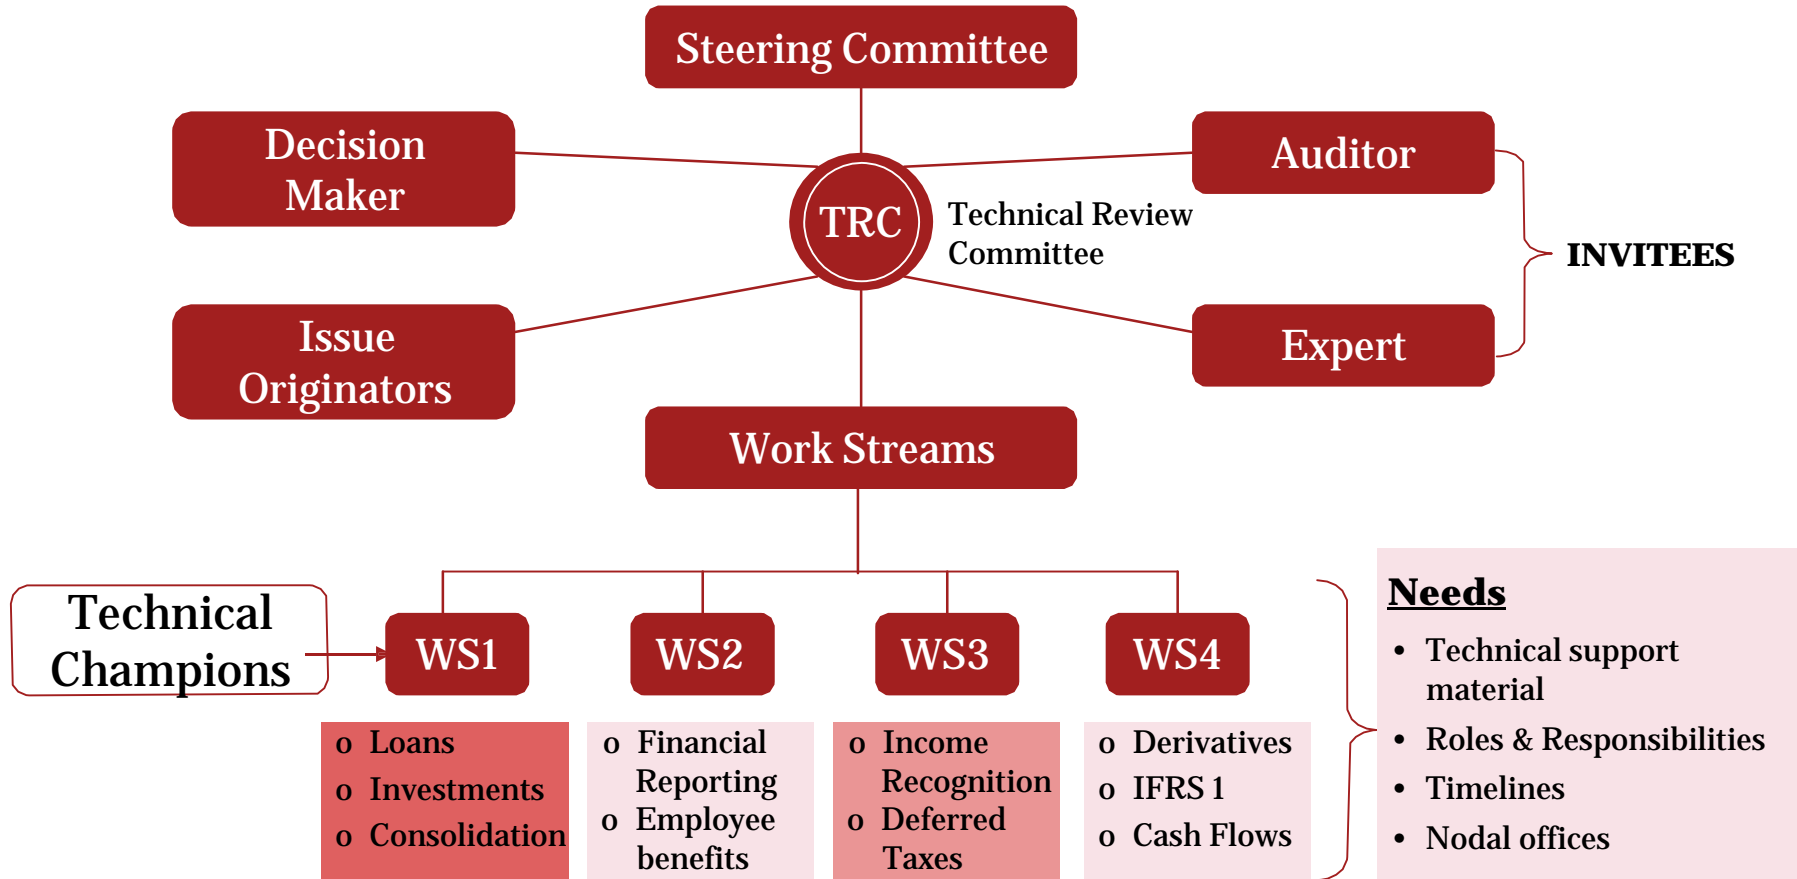 Steering Committee
Decision
Maker
Auditor
TRC
Technical Review
Committee
INVITEES
Issue
Originators
Expert
Work Streams
Technical
Champions
WS1
WS2
WS3
WS4
o Loans
o Investments
o Consolidation
o Financial
Reporting
o Employee
benefits
o Income
Recognition
o Deferred
Taxes
o Derivatives
o IFRS 1
o Cash Flows
Needs
• Technical support
material
• Roles & Responsibilities
• Timelines
• Nodal offices